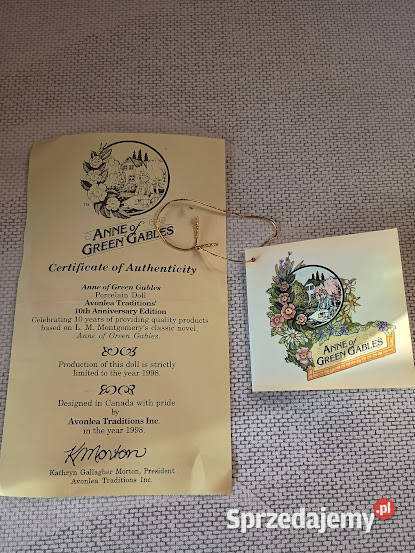 ANNE of
GREEN GABLES
Certificate of Authenticity
Anne of Green Gables
Porcelain Doll
Avonlea Traditions'
10th Anniversary Edition
Celebrating 10 years of providing quality products
based on L. M. Montgomery's classic novel,
Anne of Green Gables.
Production of this doll is strictly
limited to the year 1998.
Designed in Canada with pride
by
Avonlea Traditions Inc.
in the year 1998.
KMorton
Kathryn Gallagher Morton, President
Avonlea Traditions Inc.
ANNE of
GREEN GABLES
Sprzedajemy.pl